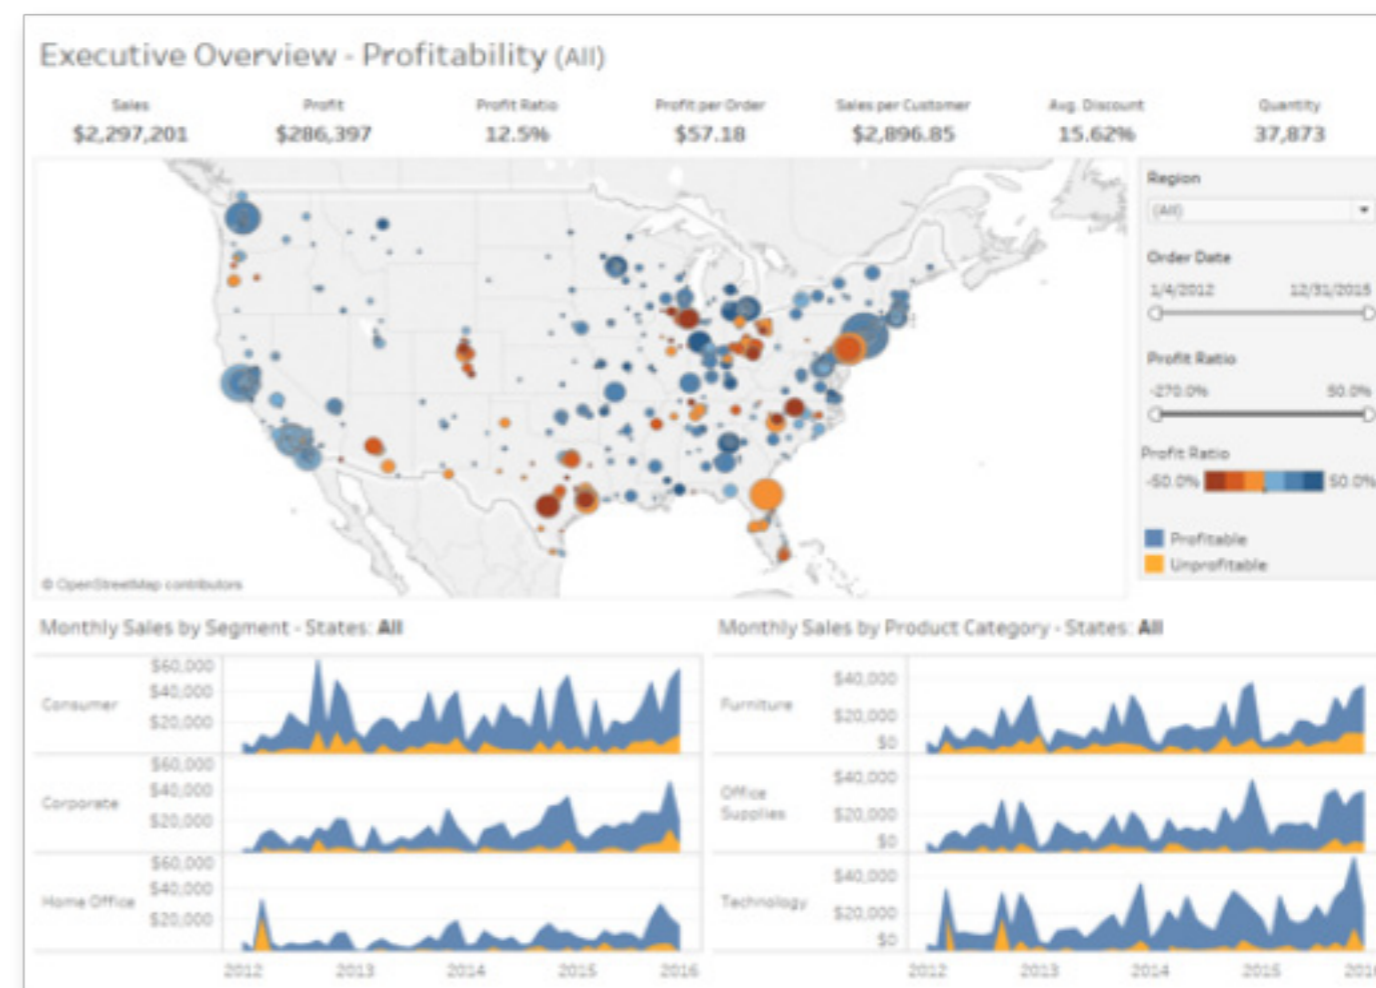 Executive Overview - Profitability (All)
Sales Profit Profit Ratio Profit per Order Sales per Customer Avg. Discount Quantity
$2,297,201 $286,397 12.5% $57.18 $2,896.85 15.62% 37,873
Region
(All)
Order Date
1/4/2012 12/31/2015
Profit Ratio
-270.0% 50.0%
Profit Ratio
-50.0% 50.0%
Profitable
Unprofitable
© OpenStreetMap contributors
Monthly Sales by Segment - States: All
Consumer
$60,000
$40,000
$20,000
Corporate
$60,000
$40,000
$20,000
Home Office
$60,000
$40,000
$20,000
2012 2013 2014 2015 2016
Monthly Sales by Product Category - States: All
Furniture
$40,000
$20,000
$0
Office
Supplies
$40,000
$20,000
$0
Technology
$40,000
$20,000
$0
2012 2013 2014 2015